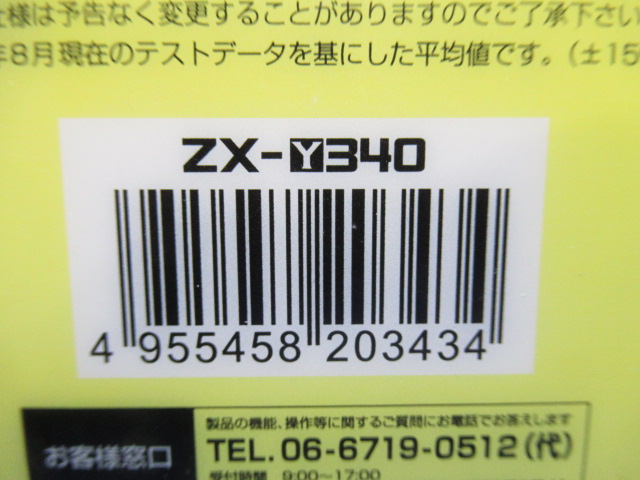 仕様は予告なく変更することがありますのでご了承下さい
年8月現在のテストデータを基にした平均値です。(±15
ZX-Y340
4 955458 203434
製品の機能、操作等に関するご質問にお電話でお答えします
お客様窓口
TEL. 06-6719-0512(代)
受付時間 9:00~17:00